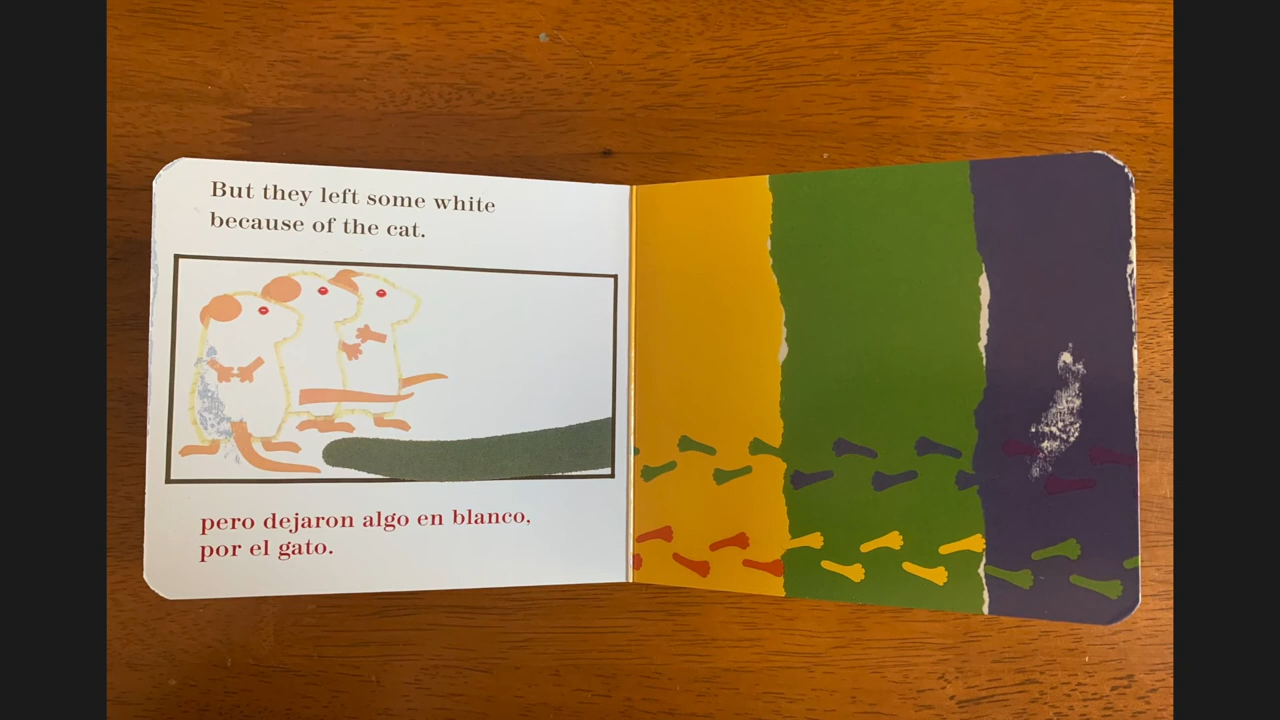 But they left some white
because of the cat.
pero dejaron algo en blanco,
por el gato.